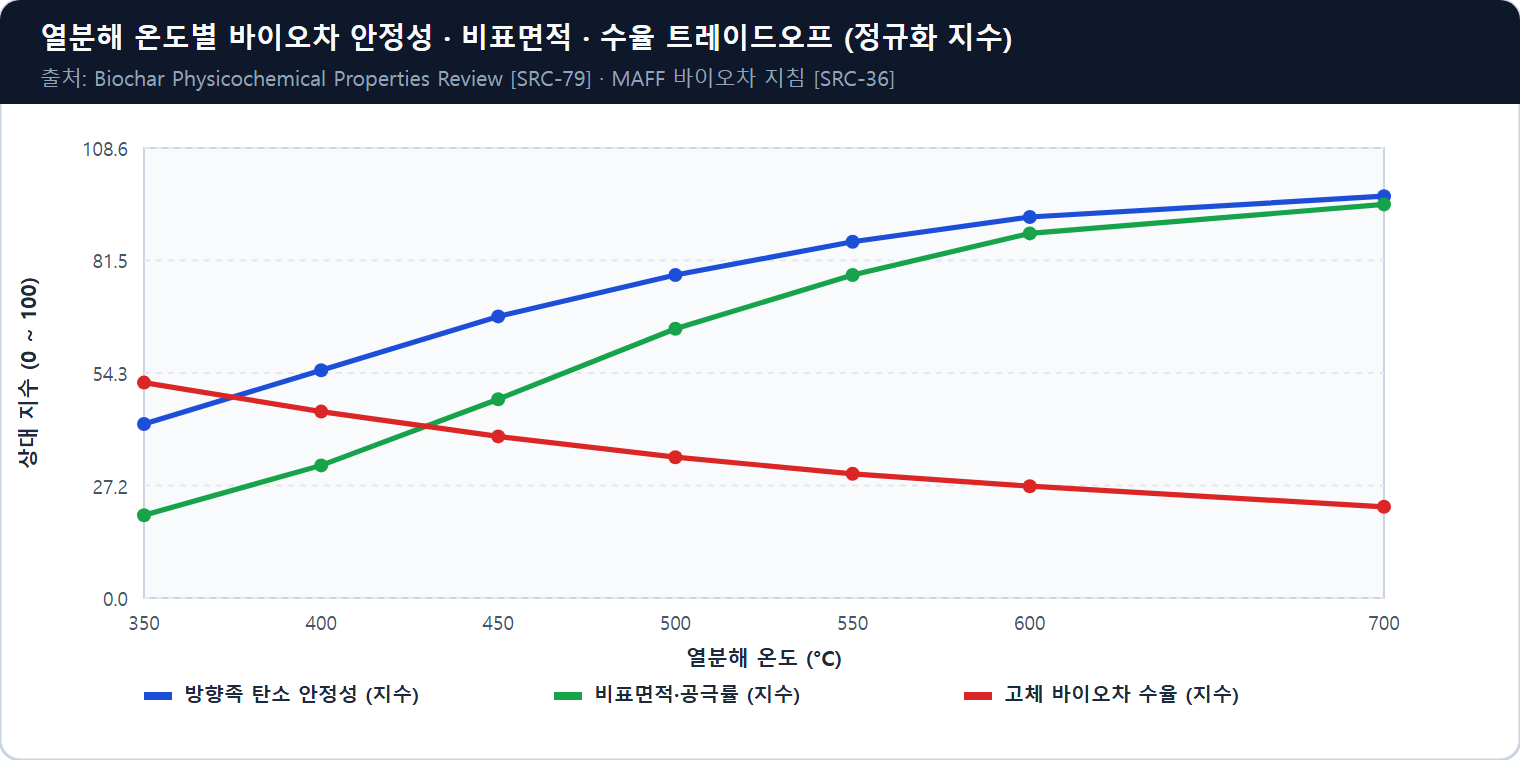 열분해 온도별 바이오차 안정성 · 비표면적 · 수율 트레이드오프 (정규화 지수)
출처: Biochar Physicochemical Properties Review [SRC-79] · MAFF 바이오차 지침 [SRC-36]
108.6
81.5
54.3
27.2
0.0
상대 지수 (0 ~ 100)
350 400 450 500 550 600 700
열분해 온도 (°C)
방향족 탄소 안정성 (지수) 비표면적·공극률 (지수) 고체 바이오차 수율 (지수)